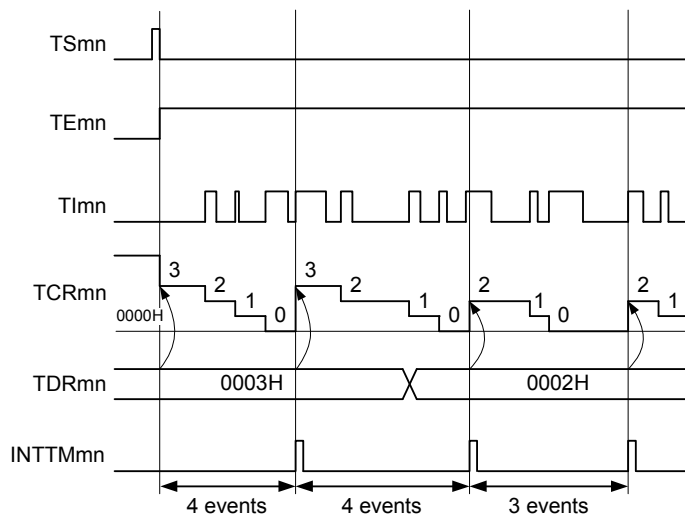 TSmn
TEmn
TImn
TCRmn
3 2 1 0 3 2 1 0 2 1 0 2 1
0000H
TDRmn
0003H 0002H
INTTMmn
4 events 4 events 3 events